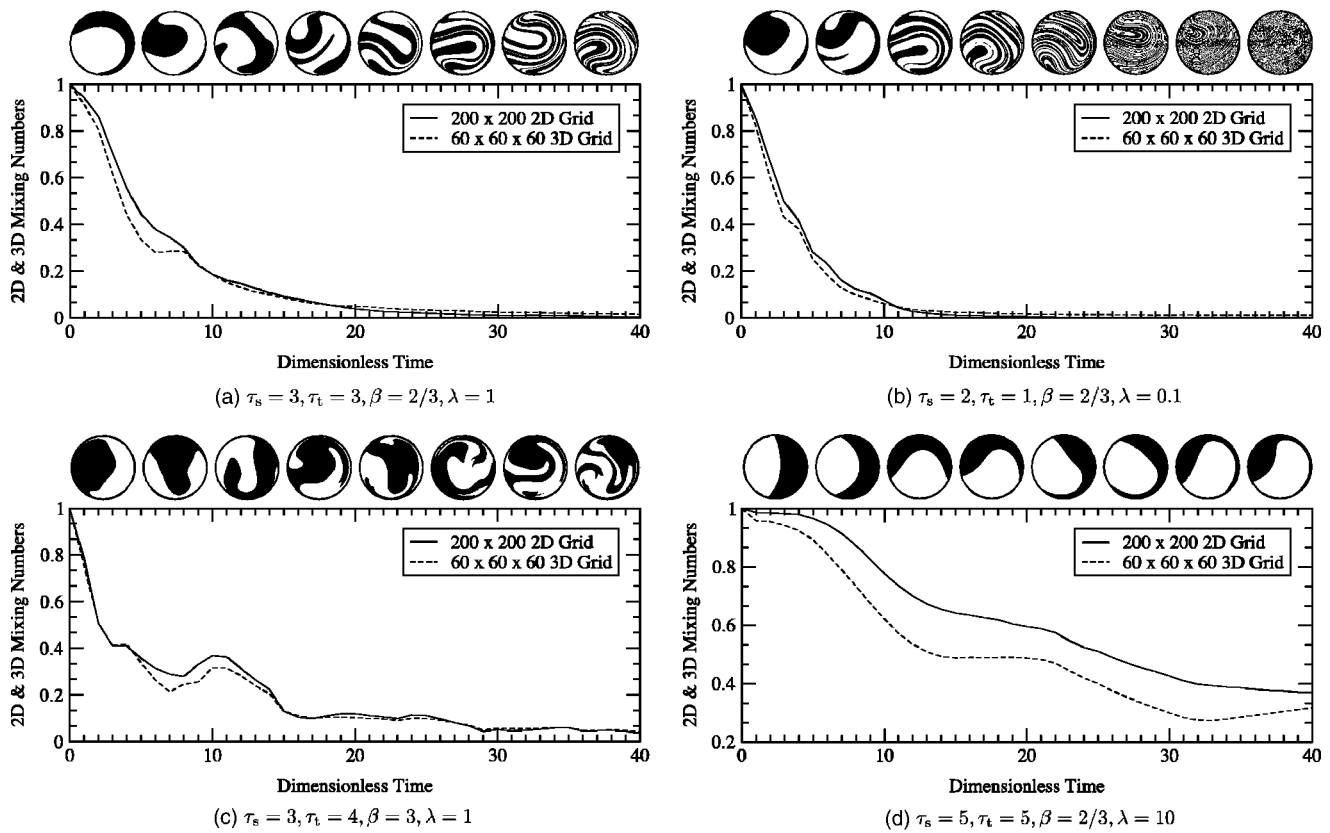 2D & 3D Mixing Numbers
1
0.8
0.6
0.4
0.2
0
200 x 200 2D Grid
60 x 60 x 60 3D Grid
0 10 20 30 40
Dimensionless Time
(a) τs = 3, τt = 3, β = 2/3, λ = 1
2D & 3D Mixing Numbers
1
0.8
0.6
0.4
0.2
0
200 x 200 2D Grid
60 x 60 x 60 3D Grid
0 10 20 30 40
Dimensionless Time
(b) τs = 2, τt = 1, β = 2/3, λ = 0.1
2D & 3D Mixing Numbers
1
0.8
0.6
0.4
0.2
0
200 x 200 2D Grid
60 x 60 x 60 3D Grid
0 10 20 30 40
Dimensionless Time
(c) τs = 3, τt = 4, β = 3, λ = 1
2D & 3D Mixing Numbers
1
0.8
0.6
0.4
0.2
200 x 200 2D Grid
60 x 60 x 60 3D Grid
0 10 20 30 40
Dimensionless Time
(d) τs = 5, τt = 5, β = 2/3, λ = 10